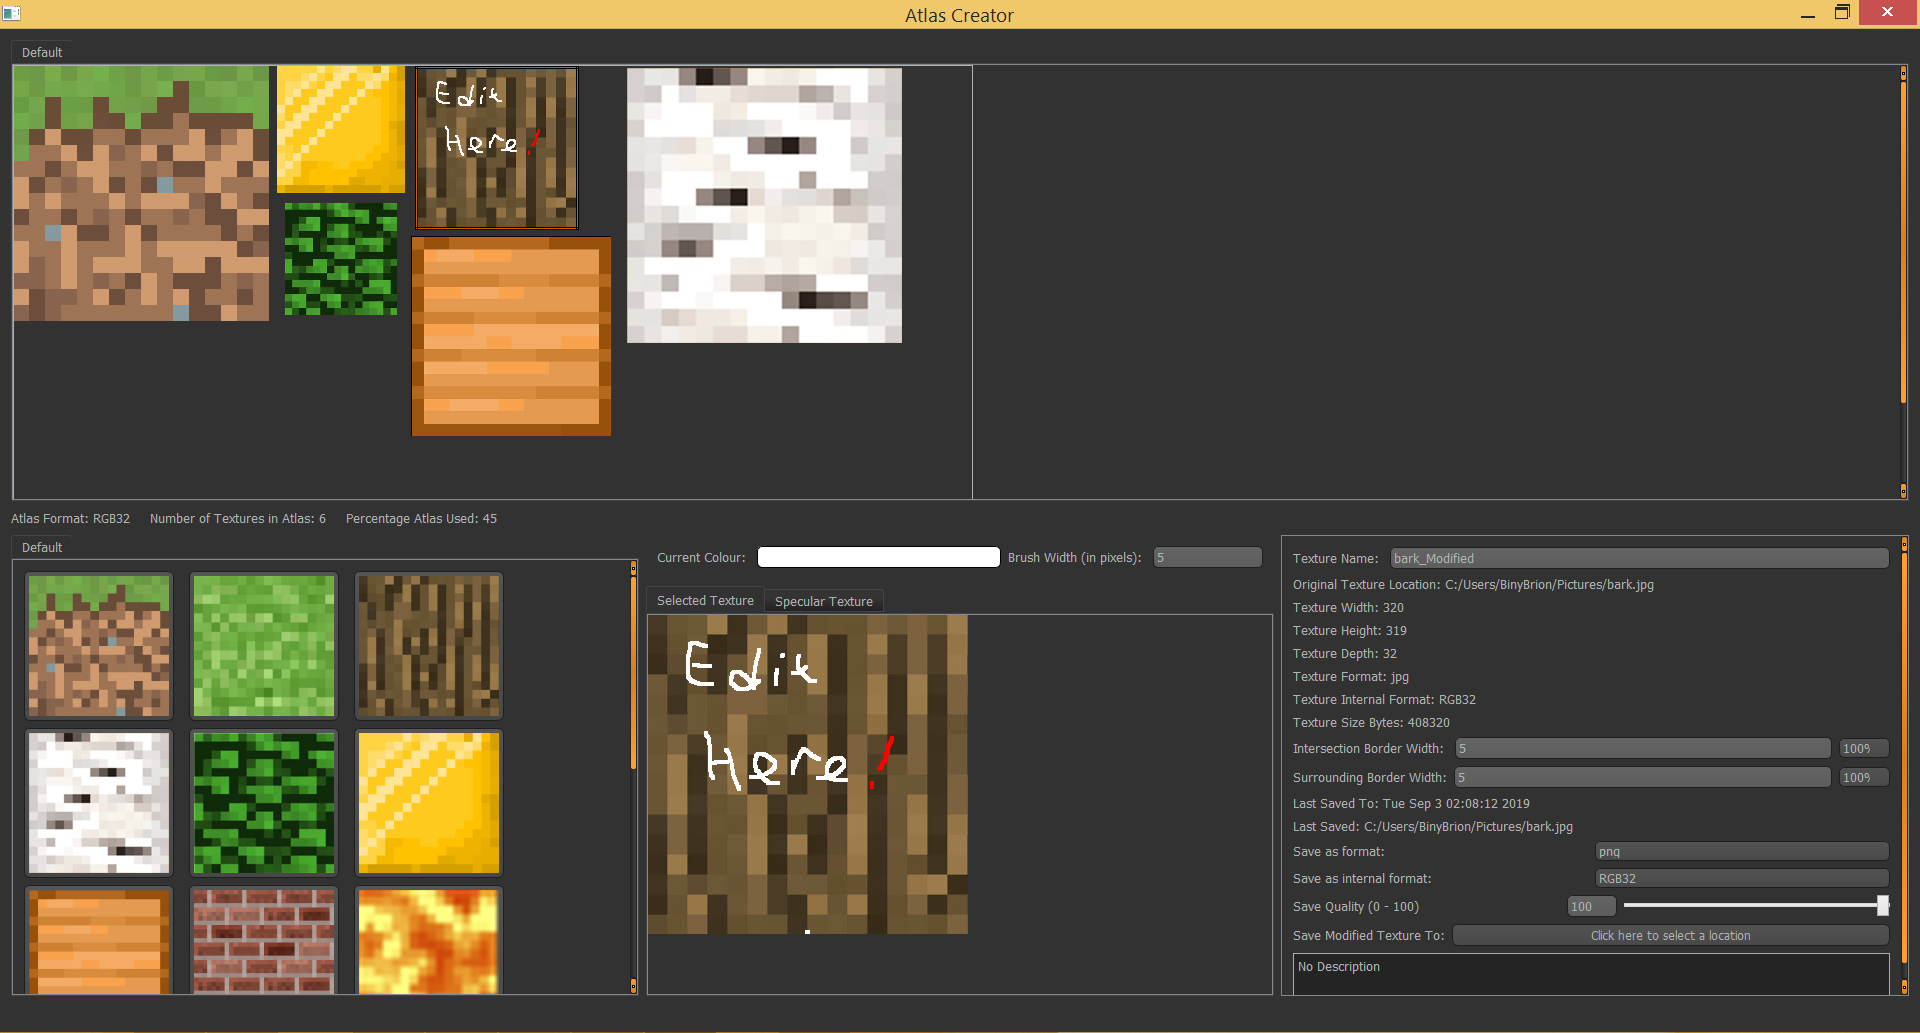 Atlas Creator
Default
Edit
Here!
Atlas Format: RGB32 Number of Textures in Atlas: 6 Percentage Atlas Used: 45
Default
Current Colour: Brush Width (in pixels): 5
Selected Texture Specular Texture
Edit
Here!
Texture Name: bark_Modified
Original Texture Location: C:/Users/BinyBrion/Pictures/bark.jpg
Texture Width: 320
Texture Height: 319
Texture Depth: 32
Texture Format: jpg
Texture Internal Format: RGB32
Texture Size Bytes: 408320
Intersection Border Width: 5 100%
Surrounding Border Width: 5 100%
Last Saved To: Tue Sep 3 02:08:12 2019
Last Saved: C:/Users/BinyBrion/Pictures/bark.jpg
Save as format: png
Save as internal format: RGB32
Save Quality (0 - 100) 100
Save Modified Texture To: Click here to select a location
No Description